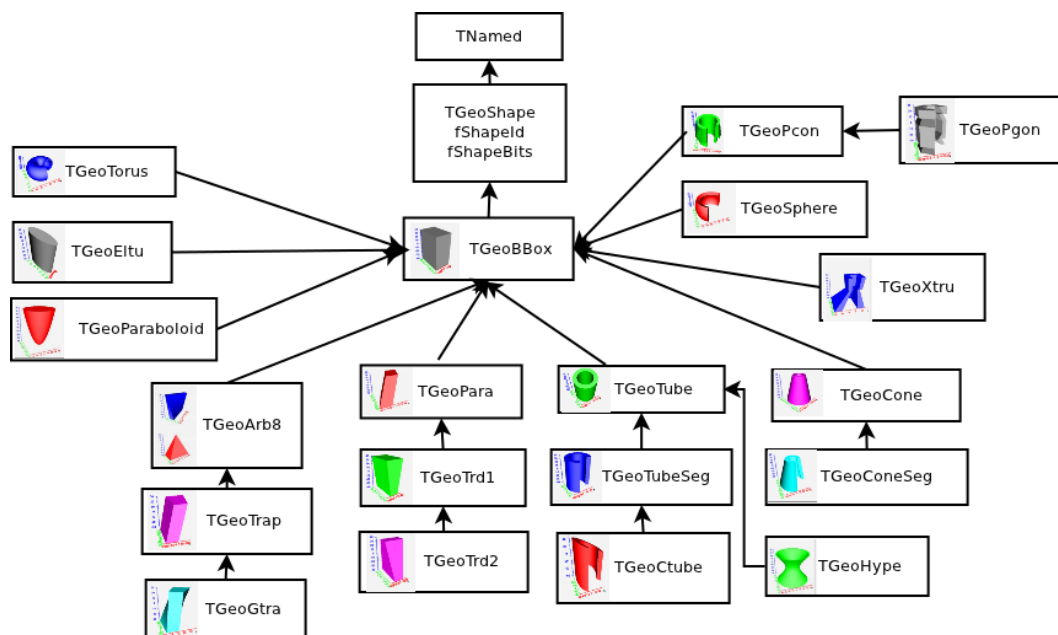 TNamed
TGeoShape
fShapeId
fShapeBits
TGeoPcon
TGeoPgon
TGeoTorus
TGeoSphere
TGeoEltu
TGeoBBox
TGeoXtru
TGeoParaboloid
TGeoArb8
TGeoPara
TGeoTube
TGeoCone
TGeoTrd1
TGeoTubeSeg
TGeoConeSeg
TGeoTrap
TGeoTrd2
TGeoCtube
TGeoHype
TGeoGtra